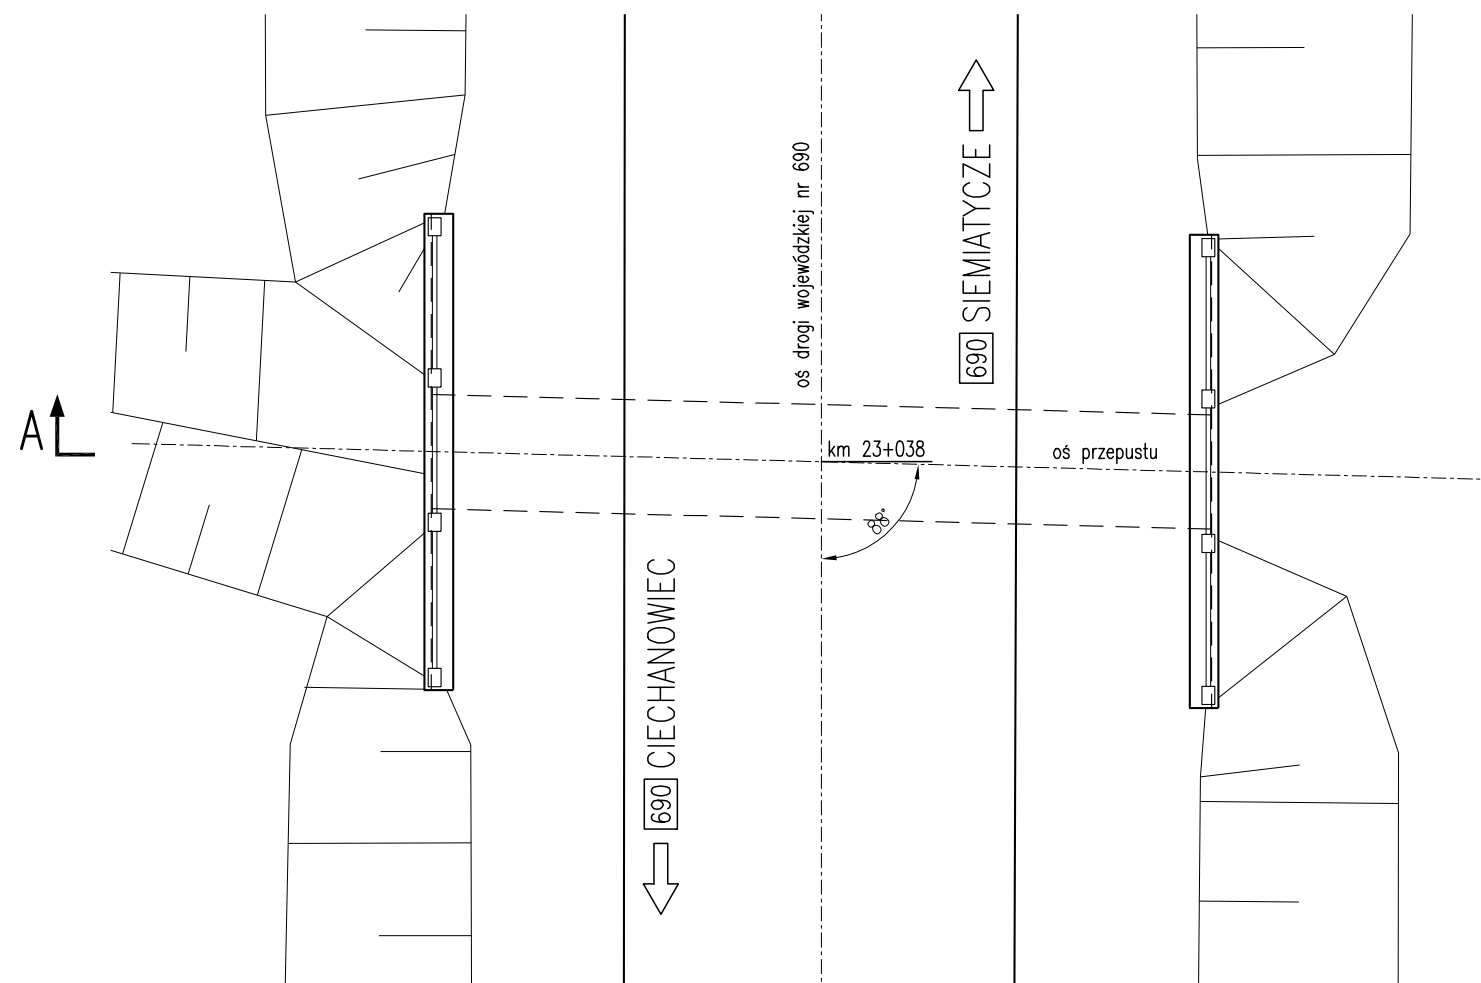 oś drogi wojewódzkiej nr 690
690 SIEMIATYCZE
A
km 23+038
oś przepustu
88°
690 CIECHANOWIEC